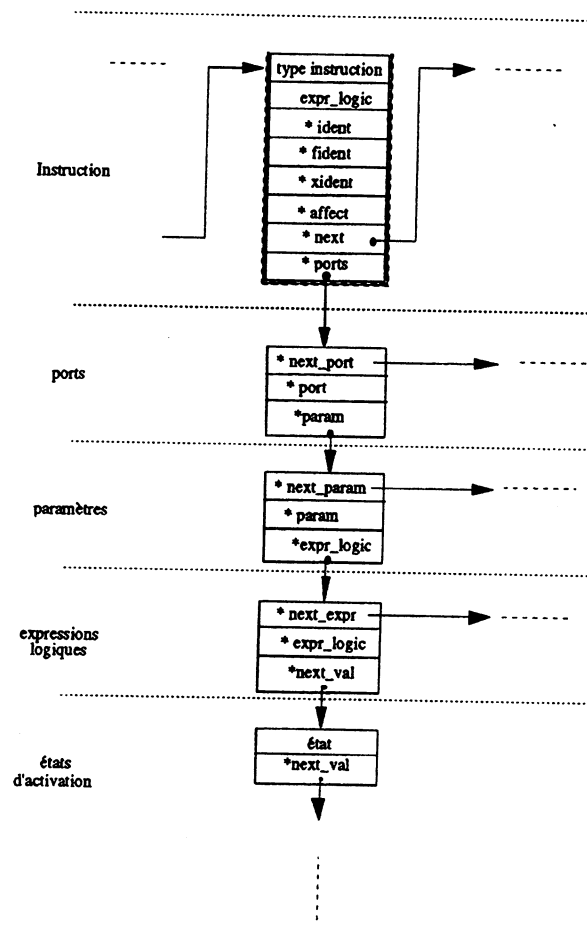 type instruction
expr_logic
* ident
* fident
* xident
* affect
* next
* ports
Instruction
* next_port
* port
*param
ports
* next_param
* param
*expr_logic
paramètres
* next_expr
* expr_logic
*next_val
expressions
logiques
état
*next_val
états
d'activation